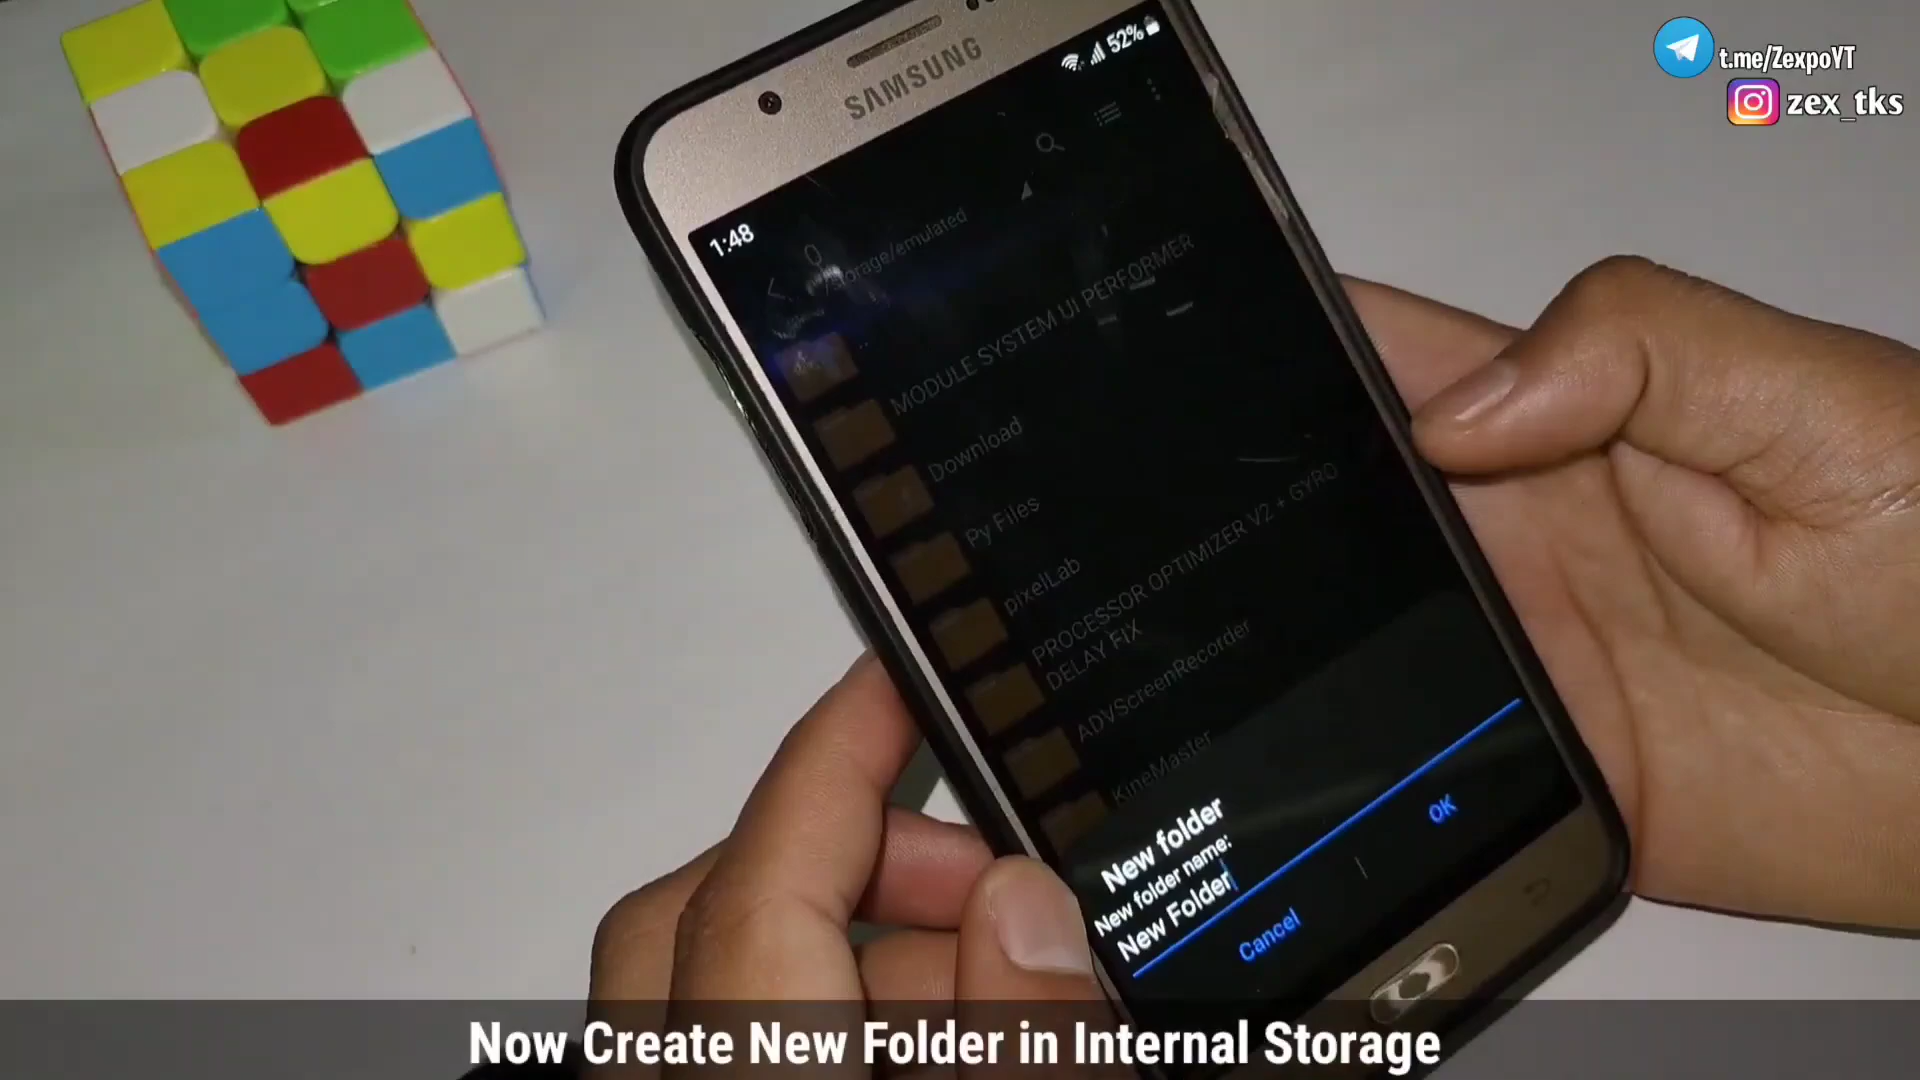 t.me/ZexpoYT
zex_tks
SAMSUNG
52%
1:48
0
/storage/emulated
MODULE SYSTEM UI PERFORMER
Download
Py Files
pixelLab
PROCESSOR OPTIMIZER V2 + GYRO
DELAY FIX
ADVScreenRecorder
KineMaster
New folder
New folder name:
New Folder
Cancel
OK
Now Create New Folder in Internal Storage